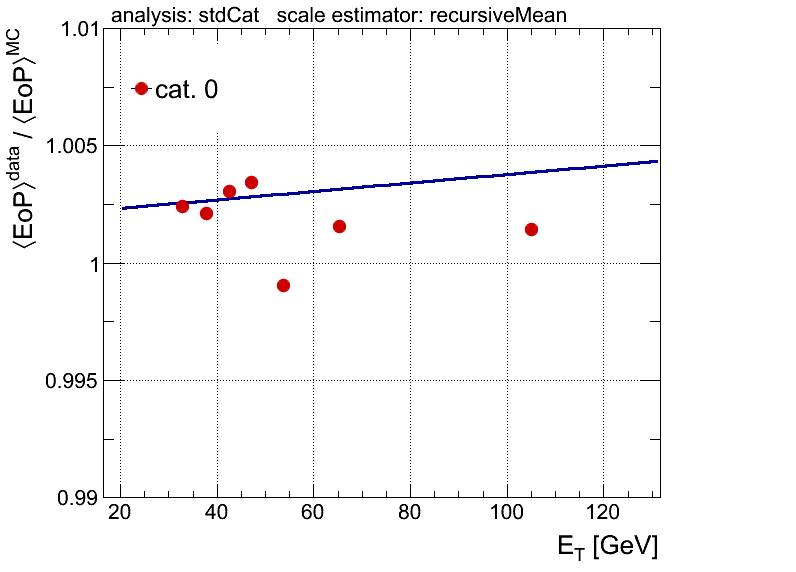 analysis: stdCat   scale estimator: recursiveMean
⟨EoP⟩^data / ⟨EoP⟩^MC
1.01
1.005
1
0.995
0.99
cat. 0
20 40 60 80 100 120
E_T [GeV]